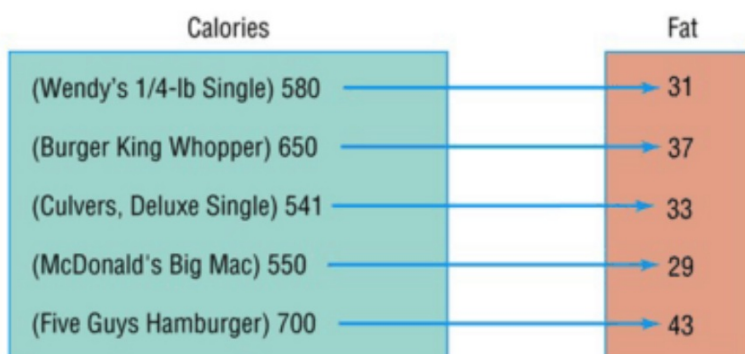 Calories Fat
(Wendy's 1/4-lb Single) 580 31
(Burger King Whopper) 650 37
(Culvers, Deluxe Single) 541 33
(McDonald's Big Mac) 550 29
(Five Guys Hamburger) 700 43